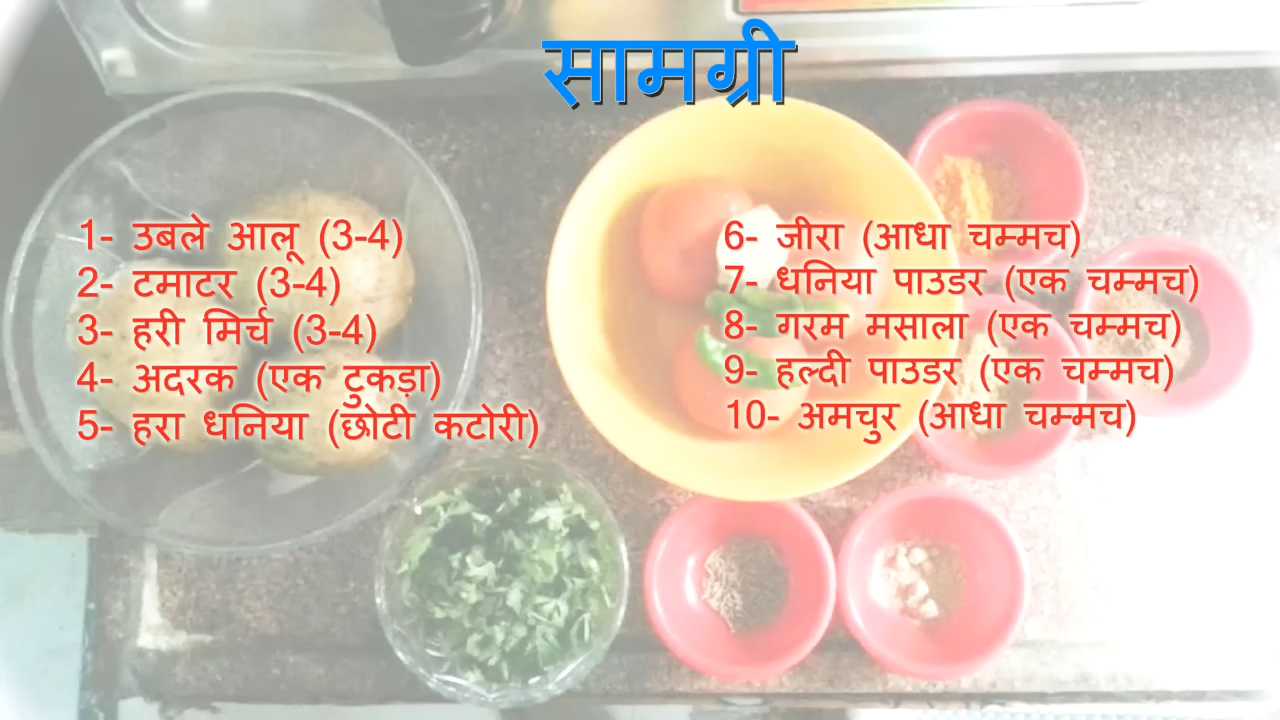 सामग्री
1- उबले आलू (3-4)
2- टमाटर (3-4)
3- हरी मिर्च (3-4)
4- अदरक (एक टुकड़ा)
5- हरा धनिया (छोटी कटोरी)
6- जीरा (आधा चम्मच)
7- धनिया पाउडर (एक चम्मच)
8- गरम मसाला (एक चम्मच)
9- हल्दी पाउडर (एक चम्मच)
10- अमचुर (आधा चम्मच)